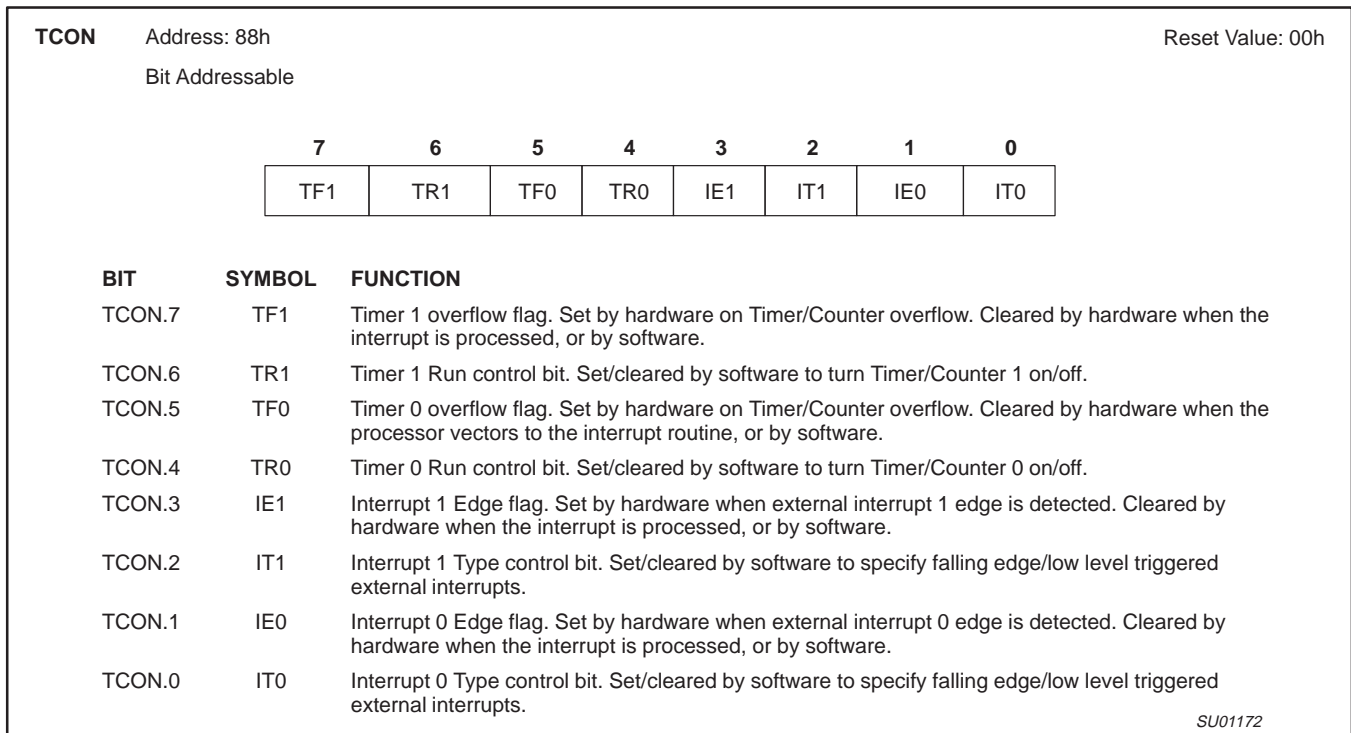 TCON Address: 88h Reset Value: 00h
Bit Addressable
7 6 5 4 3 2 1 0
TF1 TR1 TF0 TR0 IE1 IT1 IE0 IT0
BIT SYMBOL FUNCTION
TCON.7 TF1 Timer 1 overflow flag. Set by hardware on Timer/Counter overflow. Cleared by hardware when the
interrupt is processed, or by software.
TCON.6 TR1 Timer 1 Run control bit. Set/cleared by software to turn Timer/Counter 1 on/off.
TCON.5 TF0 Timer 0 overflow flag. Set by hardware on Timer/Counter overflow. Cleared by hardware when the
processor vectors to the interrupt routine, or by software.
TCON.4 TR0 Timer 0 Run control bit. Set/cleared by software to turn Timer/Counter 0 on/off.
TCON.3 IE1 Interrupt 1 Edge flag. Set by hardware when external interrupt 1 edge is detected. Cleared by
hardware when the interrupt is processed, or by software.
TCON.2 IT1 Interrupt 1 Type control bit. Set/cleared by software to specify falling edge/low level triggered
external interrupts.
TCON.1 IE0 Interrupt 0 Edge flag. Set by hardware when external interrupt 0 edge is detected. Cleared by
hardware when the interrupt is processed, or by software.
TCON.0 IT0 Interrupt 0 Type control bit. Set/cleared by software to specify falling edge/low level triggered
external interrupts.
SU01172